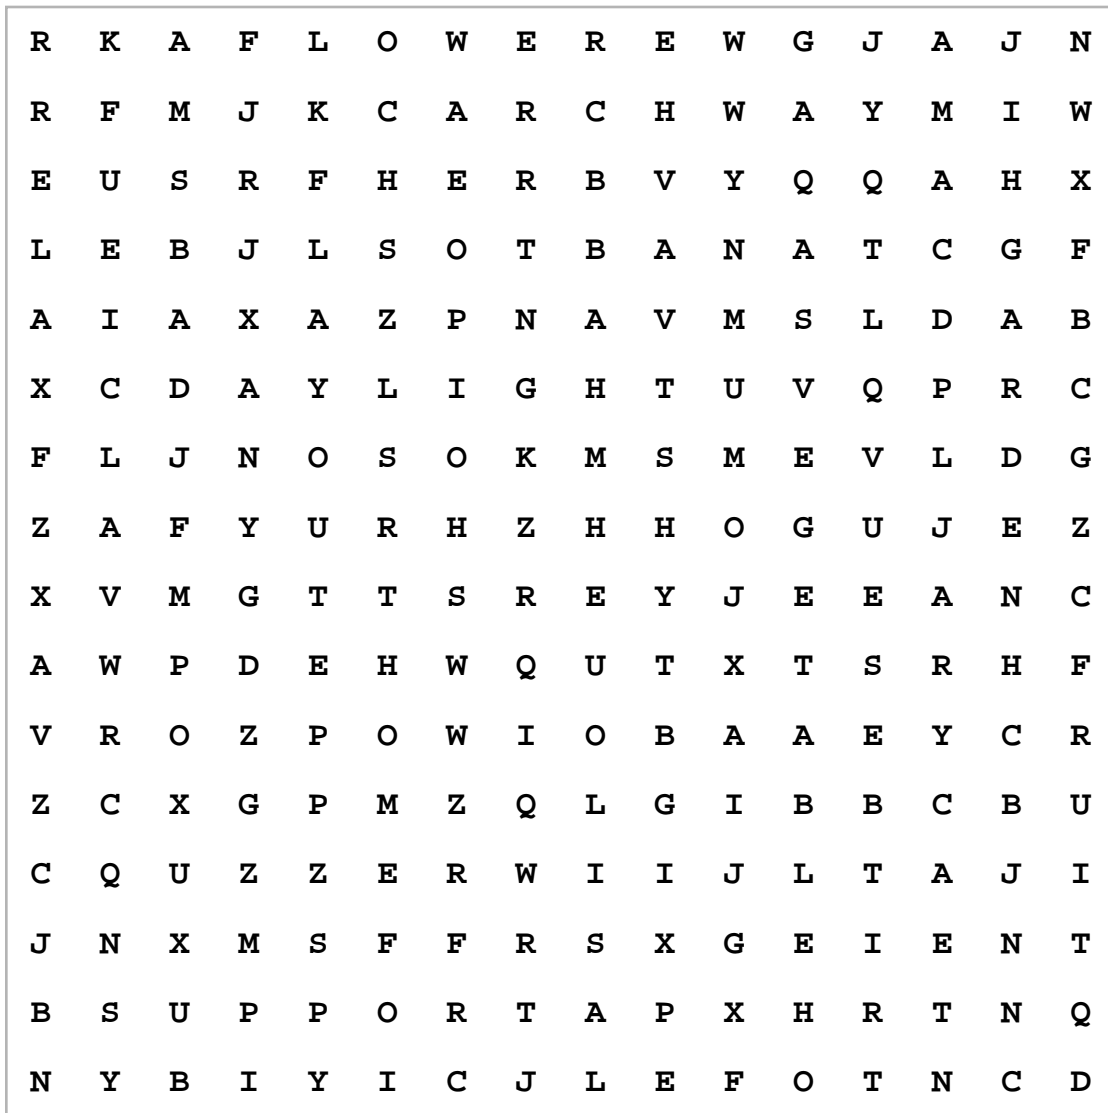 R K A F L O W E R E W G J A J N
R F M J K C A R C H W A Y M I W
E U S R F H E R B V Y Q Q A H X
L E B J L S O T B A N A T C G F
A I A X A Z P N A V M S L D A B
X C D A Y L I G H T U V Q P R C
F L J N O S O K M S M E V L D G
Z A F Y U R H Z H H O G U J E Z
X V M G T T S R E Y J E E A N C
A W P D E H W Q U T X T S R H F
V R O Z P O W I O B A A E Y C R
Z C X G P M Z Q L G I B B C B U
C Q U Z Z E R W I I J L T A J I
J N X M S F F R S X G E I E N T
B S U P P O R T A P X H R T N Q
N Y B I Y I C J L E F O T N C D